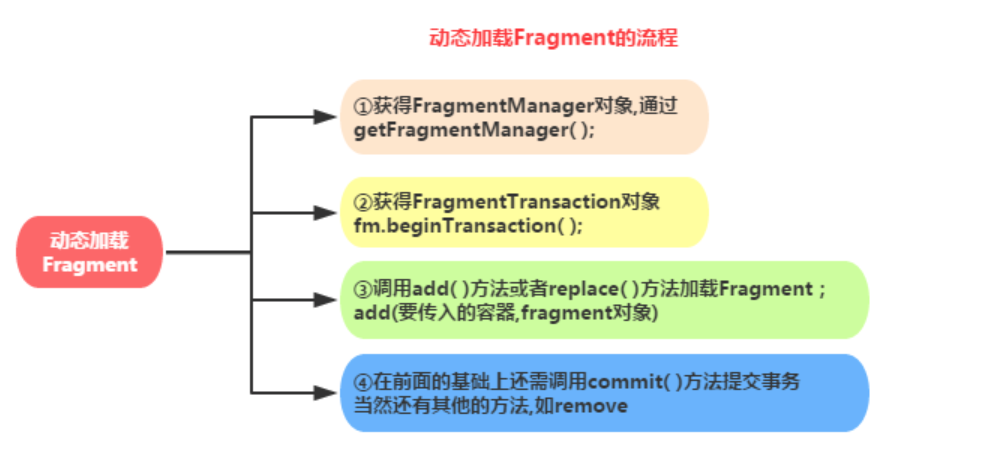 动态加载Fragment的流程
①获得FragmentManager对象,通过
getFragmentManager( );
②获得FragmentTransaction对象
fm.beginTransaction( );
动态加载
Fragment
③调用add( )方法或者replace( )方法加载Fragment；
add(要传入的容器,fragment对象)
④在前面的基础上还需调用commit( )方法提交事务
当然还有其他的方法,如remove